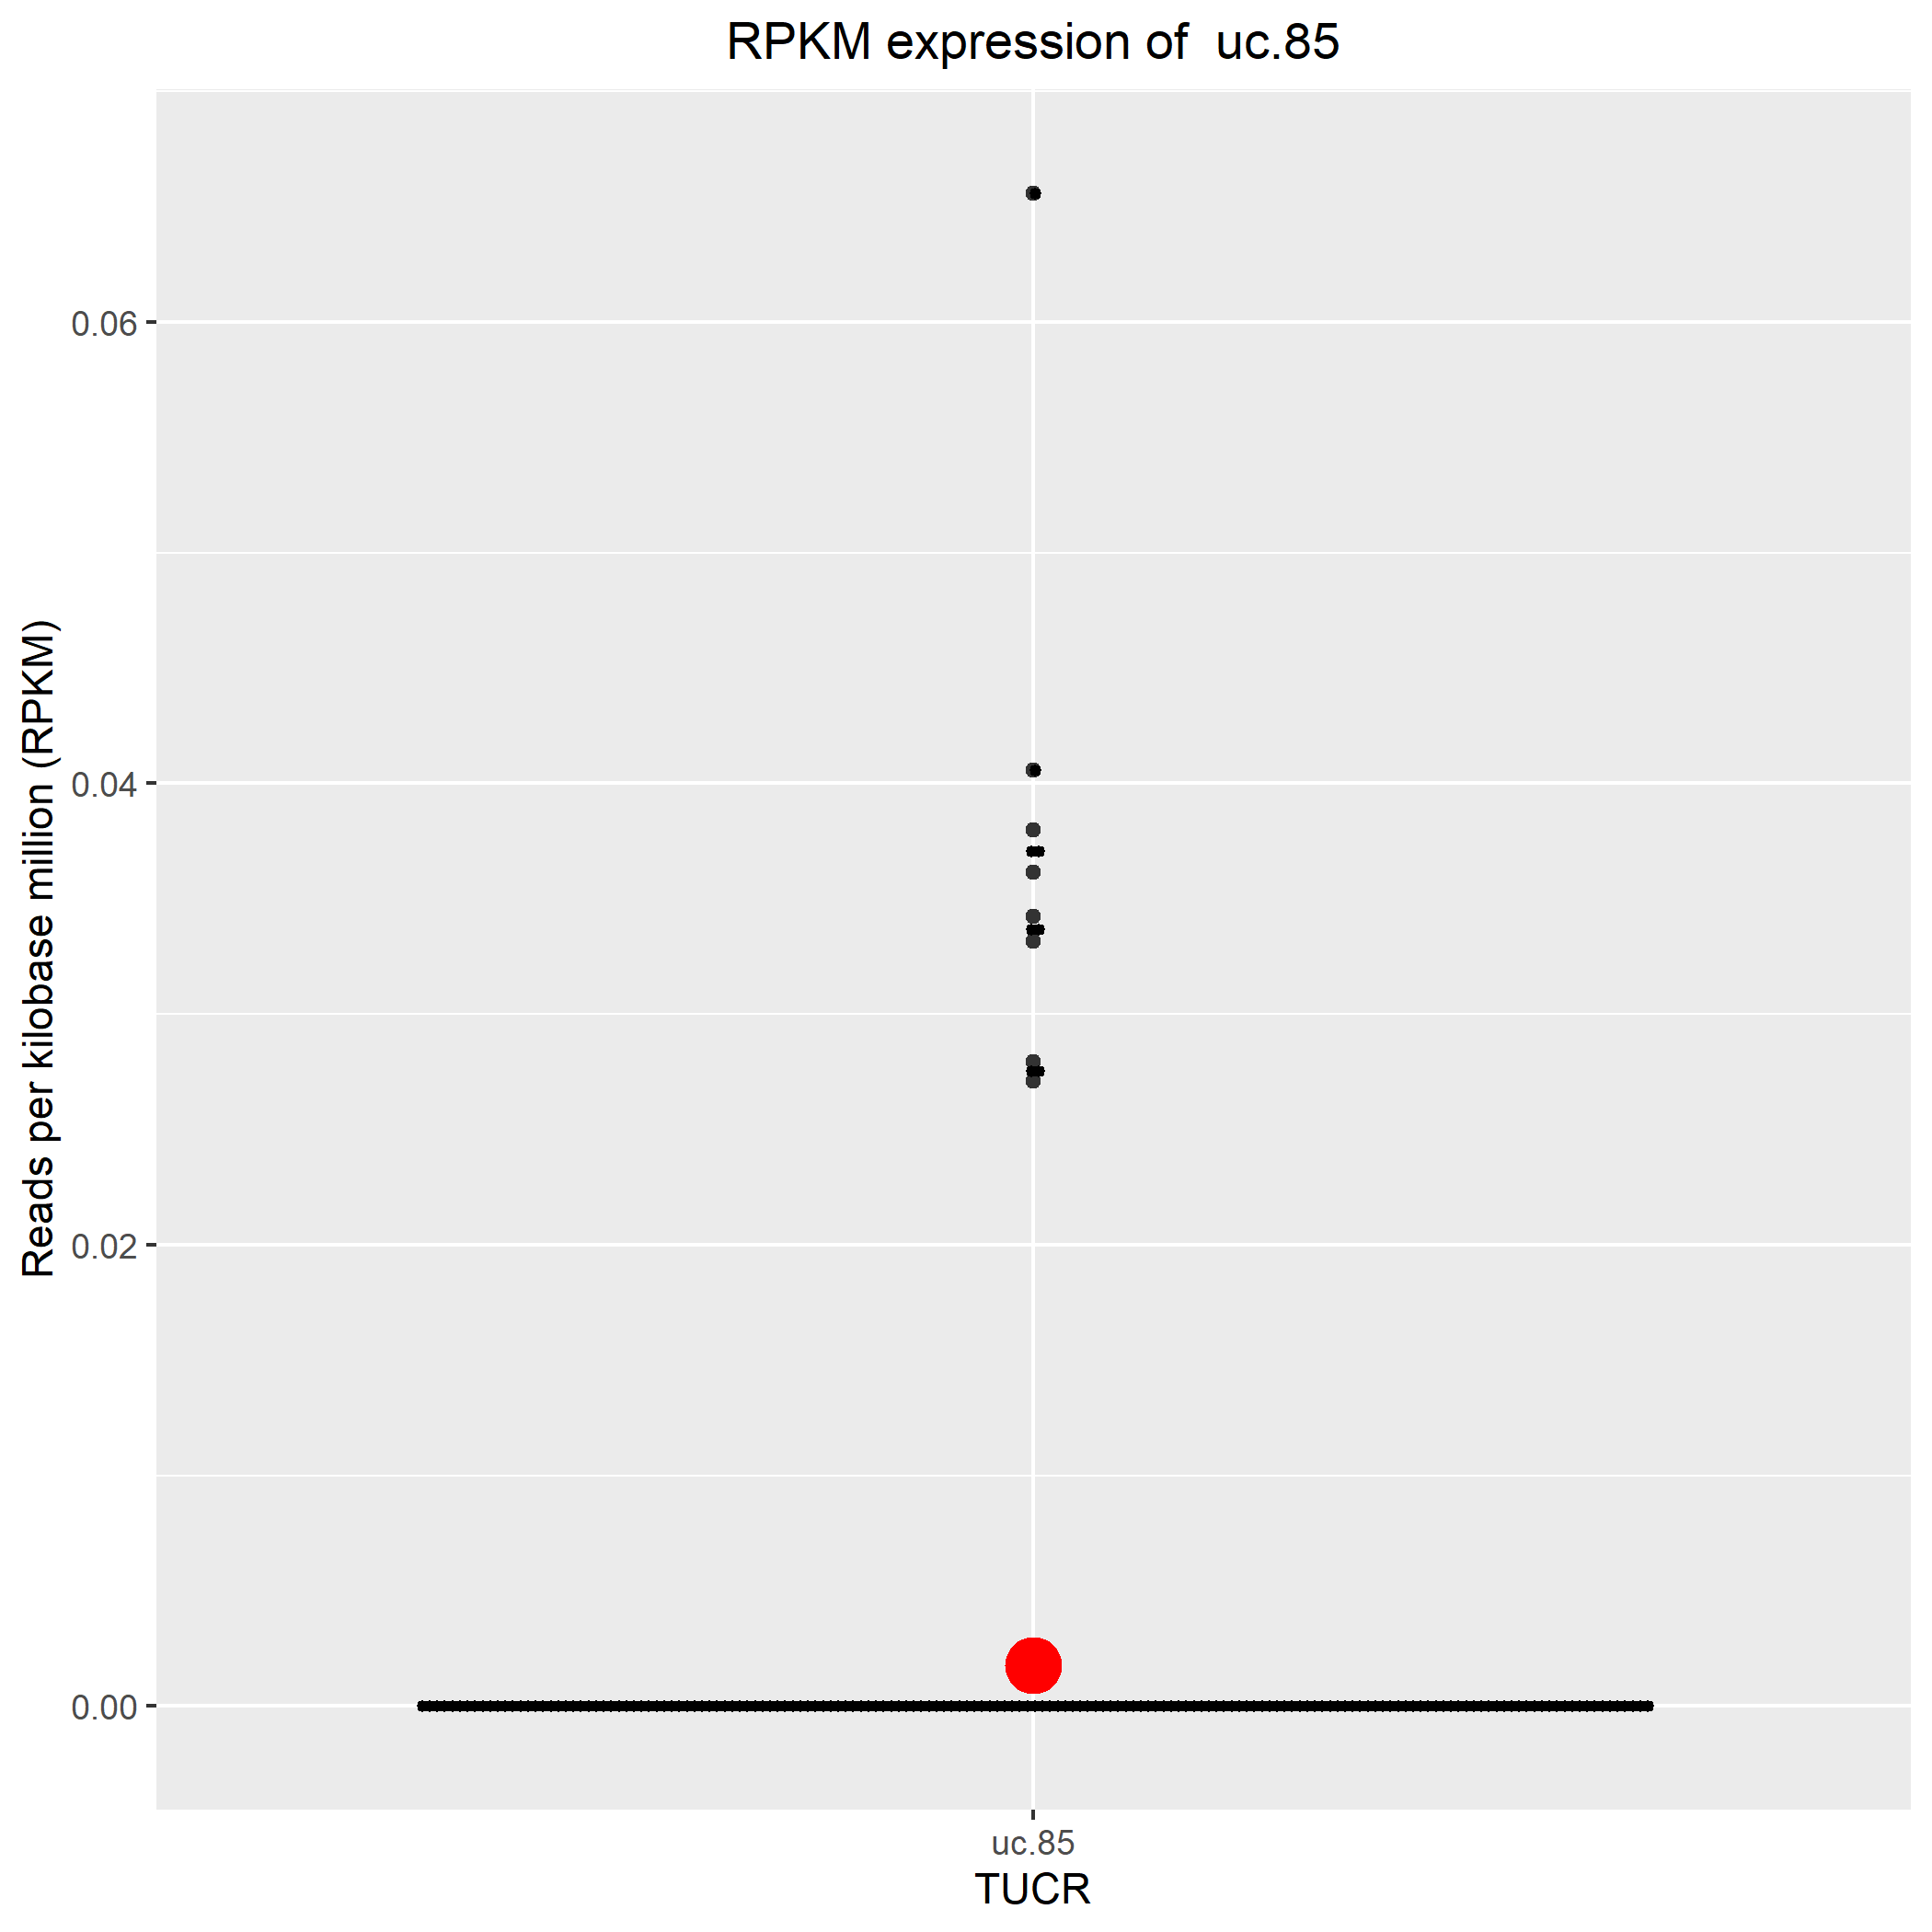 RPKM expression of  uc.85
Reads per kilobase million (RPKM)
0.06
0.04
0.02
0.00
uc.85
TUCR